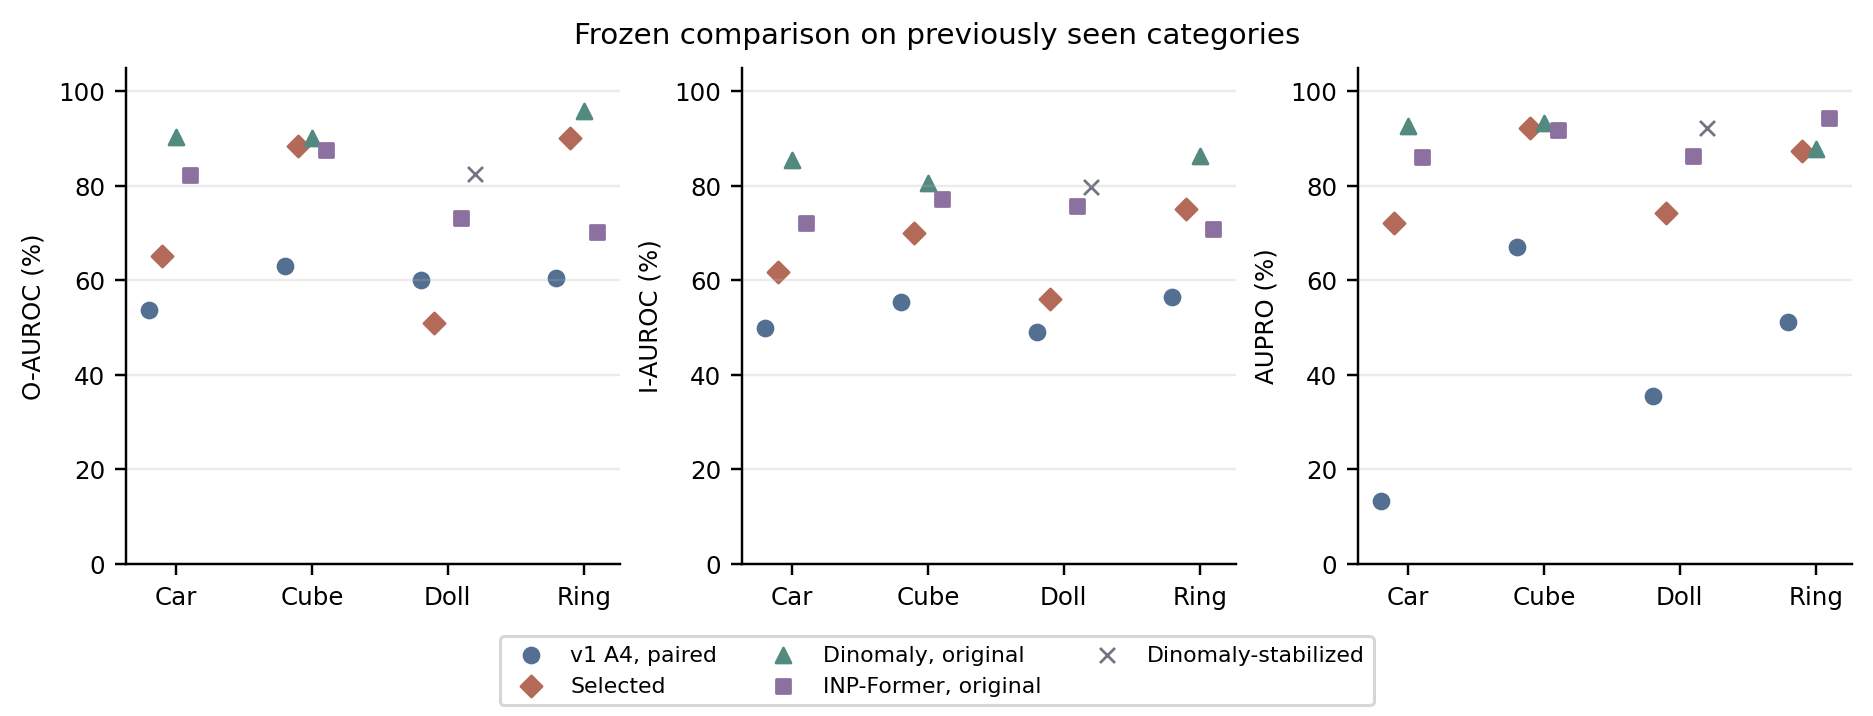 Frozen comparison on previously seen categories
O-AUROC (%)
100
80
60
40
20
0
Car Cube Doll Ring
I-AUROC (%)
100
80
60
40
20
0
Car Cube Doll Ring
AUPRO (%)
100
80
60
40
20
0
Car Cube Doll Ring
v1 A4, paired
Selected
Dinomaly, original
INP-Former, original
Dinomaly-stabilized